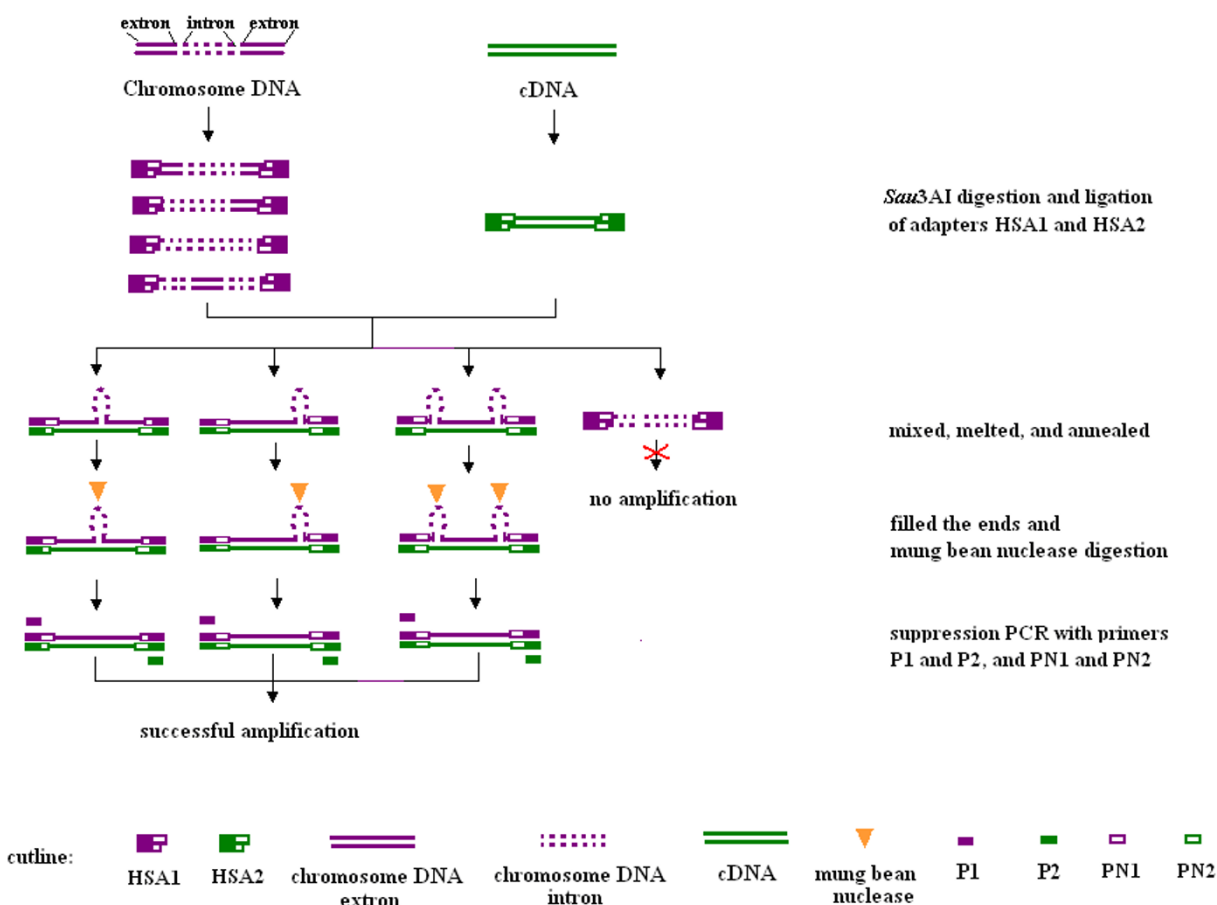 extron intron extron
Chromosome DNA
cDNA
Sau3AI digestion and ligation
of adapters HSA1 and HSA2
mixed, melted, and annealed
no amplification
filled the ends and
mung bean nuclease digestion
suppression PCR with primers
P1 and P2, and PN1 and PN2
successful amplification
cutline:
HSA1
HSA2
chromosome DNA
extron
chromosome DNA
intron
cDNA
mung bean
nuclease
P1
P2
PN1
PN2